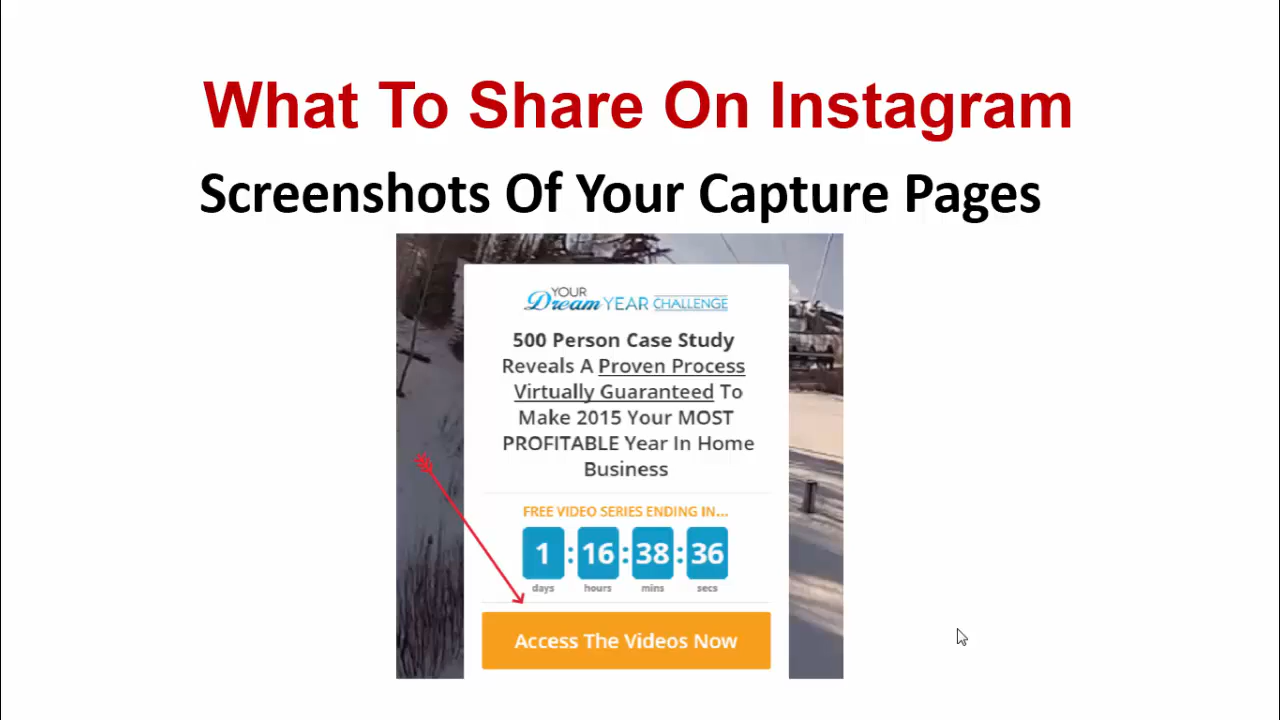 What To Share On Instagram
Screenshots Of Your Capture Pages
YOUR
Dream YEAR CHALLENGE
500 Person Case Study
Reveals A Proven Process
Virtually Guaranteed To
Make 2015 Your MOST
PROFITABLE Year In Home
Business
FREE VIDEO SERIES ENDING IN...
1 : 16 : 38 : 36
days hours mins secs
Access The Videos Now